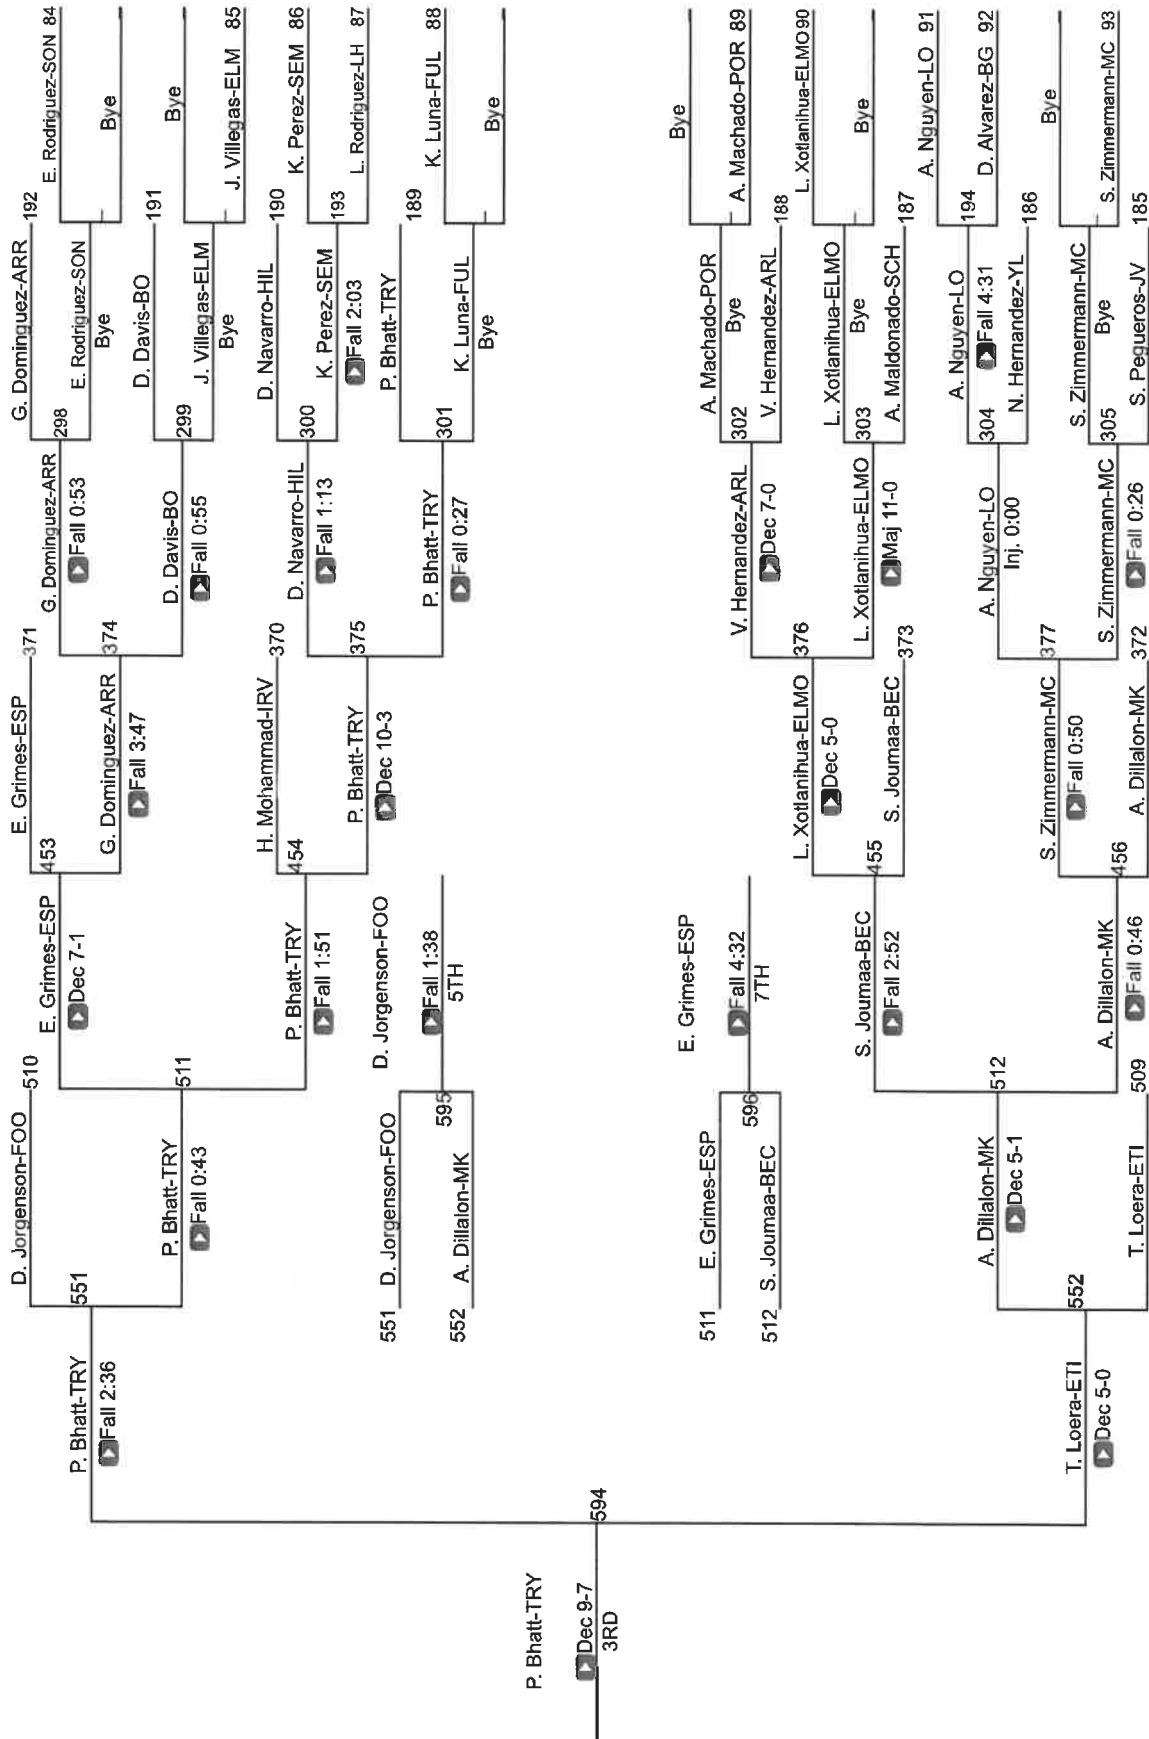 G. Dominguez-ARR 192
E. Rodriguez-SON 84
298
E. Rodriguez-SON
Bye
Bye
G. Dominguez-ARR
Fall 0:53
D. Davis-BO 191
Bye
299
J. Villegas-ELM
Bye
J. Villegas-ELM 85
D. Davis-BO
Fall 0:55
D. Navarro-HIL 190
K. Perez-SEM 86
300
K. Perez-SEM
Fall 2:03
193
L. Rodriguez-LH 87
D. Navarro-HIL
Fall 1:13
P. Bhatt-TRY 189
K. Luna-FUL 88
301
K. Luna-FUL
Bye
Bye
P. Bhatt-TRY
Fall 0:27
E. Grimes-ESP 371
453
374
G. Dominguez-ARR
Fall 3:47
E. Grimes-ESP
Dec 7-1
H. Mohammad-IRV 370
454
375
P. Bhatt-TRY
Dec 10-3
P. Bhatt-TRY
Fall 1:51
D. Jorgenson-FOO 510
551
511
P. Bhatt-TRY
Fall 0:43
P. Bhatt-TRY
Fall 2:36
551 D. Jorgenson-FOO
552 A. Dillalon-MK
595
D. Jorgenson-FOO
Fall 1:38
5TH
P. Bhatt-TRY
Dec 9-7
3RD
594
511 E. Grimes-ESP
512 S. Joumaa-BEC
596
E. Grimes-ESP
Fall 4:32
7TH
Bye
A. Machado-POR
Bye
A. Machado-POR 89
302
V. Hernandez-ARL 188
V. Hernandez-ARL
Dec 7-0
L. Xotlanihua-ELMO 90
L. Xotlanihua-ELMO
Bye
Bye
303
A. Maldonado-SCH 187
L. Xotlanihua-ELMO
Maj 11-0
376
L. Xotlanihua-ELMO
Dec 5-0
455
S. Joumaa-BEC 373
S. Joumaa-BEC
Fall 2:52
A. Nguyen-LO 91
A. Nguyen-LO
Fall 4:31
194
D. Alvarez-BG 92
304
N. Hernandez-YL 186
A. Nguyen-LO
Inj. 0:00
Bye
S. Zimmermann-MC
Bye
S. Zimmermann-MC 93
305
S. Pegueros-JV 185
S. Zimmermann-MC
Fall 0:26
377
S. Zimmermann-MC
Fall 0:50
456
A. Dillalon-MK 372
A. Dillalon-MK
Fall 0:46
512
A. Dillalon-MK
Dec 5-1
552
T. Loera-ETI 509
T. Loera-ETI
Dec 5-0